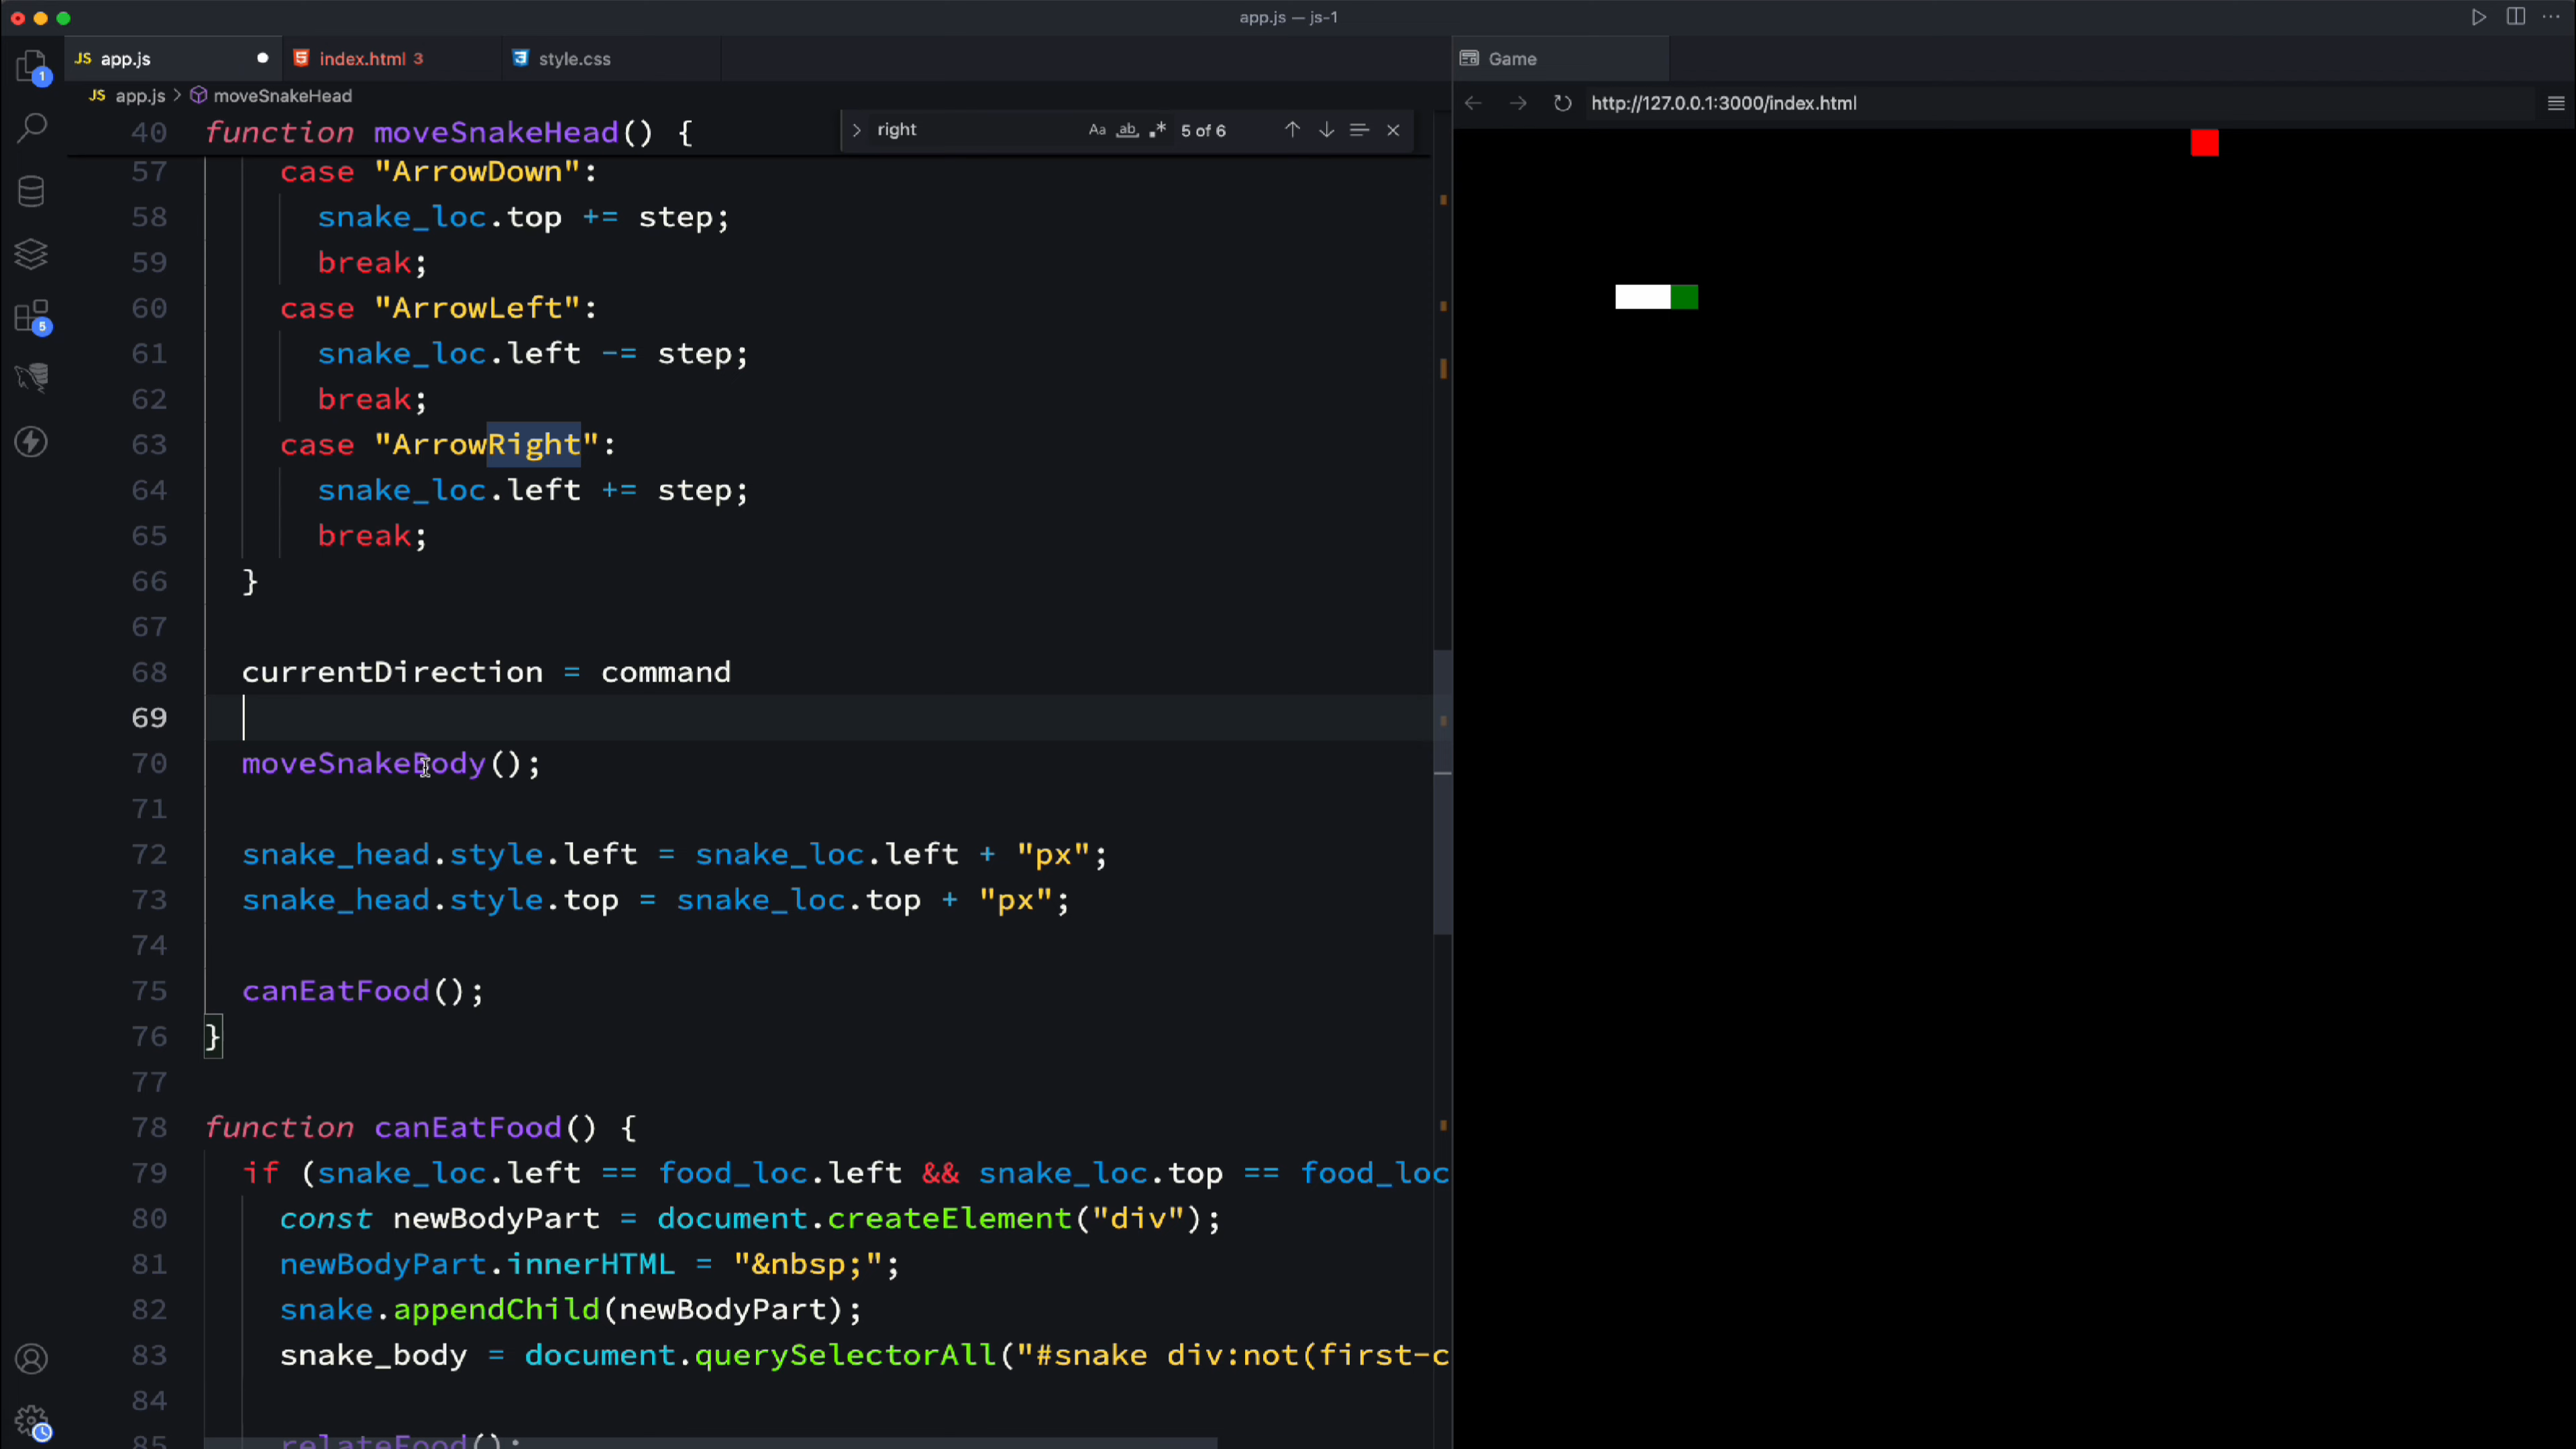 app.js — js-1
JS app.js
index.html 3
style.css
Game
JS app.js > moveSnakeHead
http://127.0.0.1:3000/index.html
right
Aa ab .* 5 of 6
1
5
40 function moveSnakeHead() {
57 case "ArrowDown":
58 snake_loc.top += step;
59 break;
60 case "ArrowLeft":
61 snake_loc.left -= step;
62 break;
63 case "ArrowRight":
64 snake_loc.left += step;
65 break;
66 }
67
68 currentDirection = command
69
70 moveSnakeBody();
71
72 snake_head.style.left = snake_loc.left + "px";
73 snake_head.style.top = snake_loc.top + "px";
74
75 canEatFood();
76 }
77
78 function canEatFood() {
79 if (snake_loc.left == food_loc.left && snake_loc.top == food_loc
80 const newBodyPart = document.createElement("div");
81 newBodyPart.innerHTML = "&nbsp;";
82 snake.appendChild(newBodyPart);
83 snake_body = document.querySelectorAll("#snake div:not(first-c
84
85 relateFood();